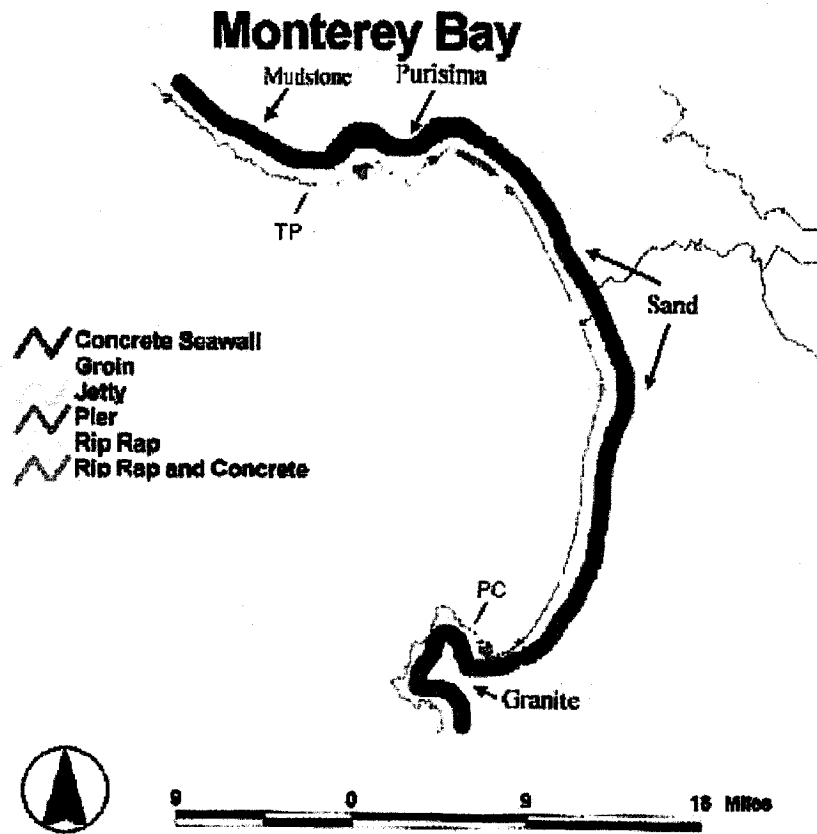 Monterey Bay
Mudstone
Purisima
TP
Sand
Concrete Seawall
Groin
Jetty
Pier
Rip Rap
Rip Rap and Concrete
PC
Granite
9 0 9 18 Miles